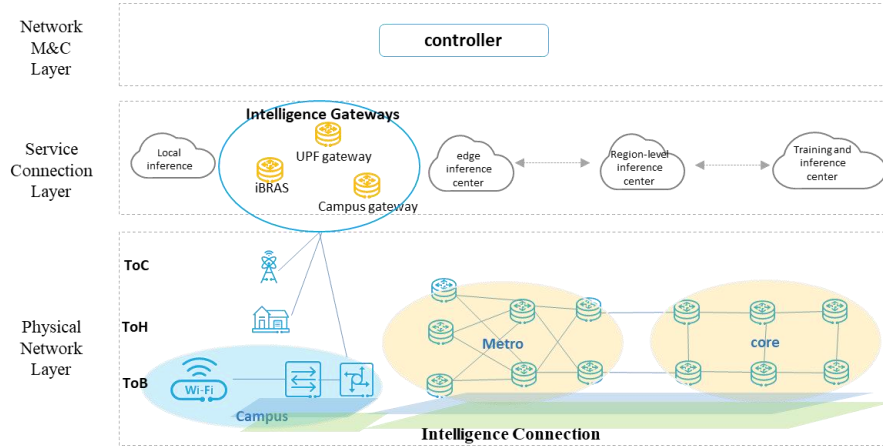 Network
M&C
Layer
controller
Service
Connection
Layer
Local
inference
Intelligence Gateways
UPF gateway
iBRAS
Campus gateway
edge
inference
center
Region-level
inference
center
Training and
inference
center
Physical
Network
Layer
ToC
ToH
ToB
Wi-Fi
Campus
Metro
core
Intelligence Connection